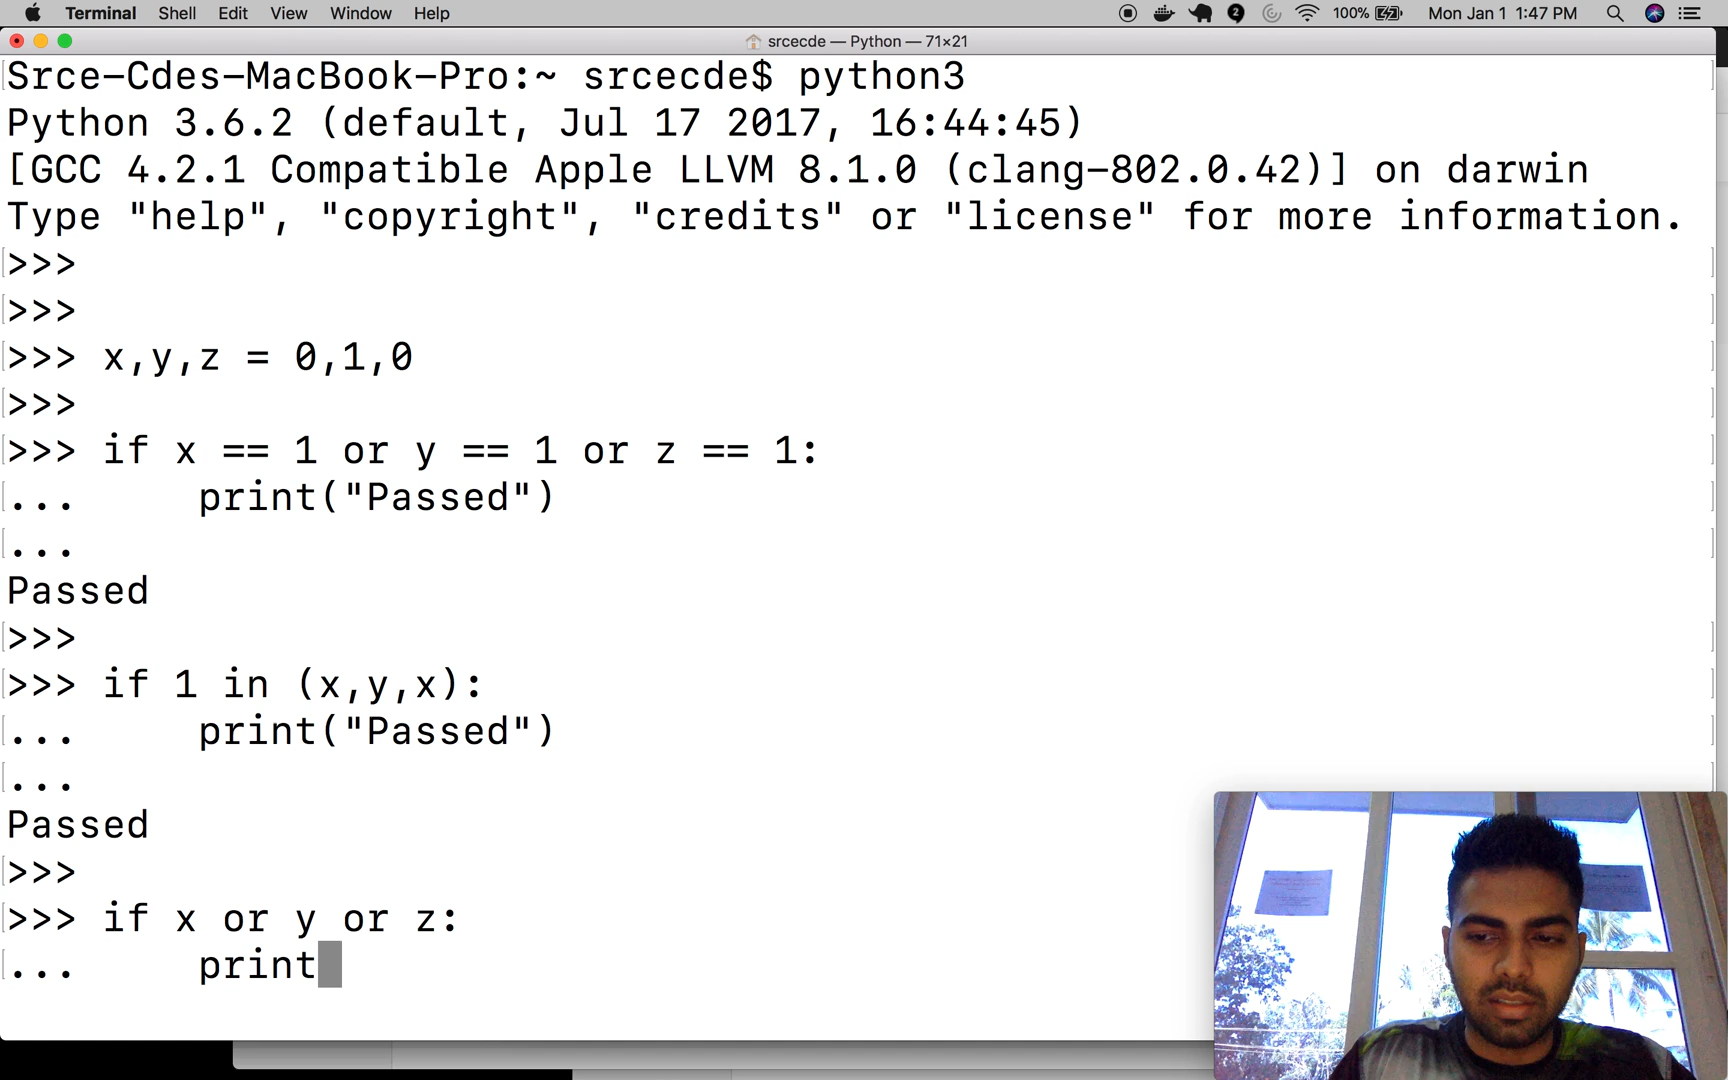 Terminal Shell Edit View Window Help 2 100% Mon Jan 1 1:47 PM
srcecde — Python — 71×21
Srce-Cdes-MacBook-Pro:~ srcecde$ python3
Python 3.6.2 (default, Jul 17 2017, 16:44:45)
[GCC 4.2.1 Compatible Apple LLVM 8.1.0 (clang-802.0.42)] on darwin
Type "help", "copyright", "credits" or "license" for more information.
>>>
>>>
>>> x,y,z = 0,1,0
>>>
>>> if x == 1 or y == 1 or z == 1:
...     print("Passed")
...
Passed
>>>
>>> if 1 in (x,y,x):
...     print("Passed")
...
Passed
>>>
>>> if x or y or z:
...     print